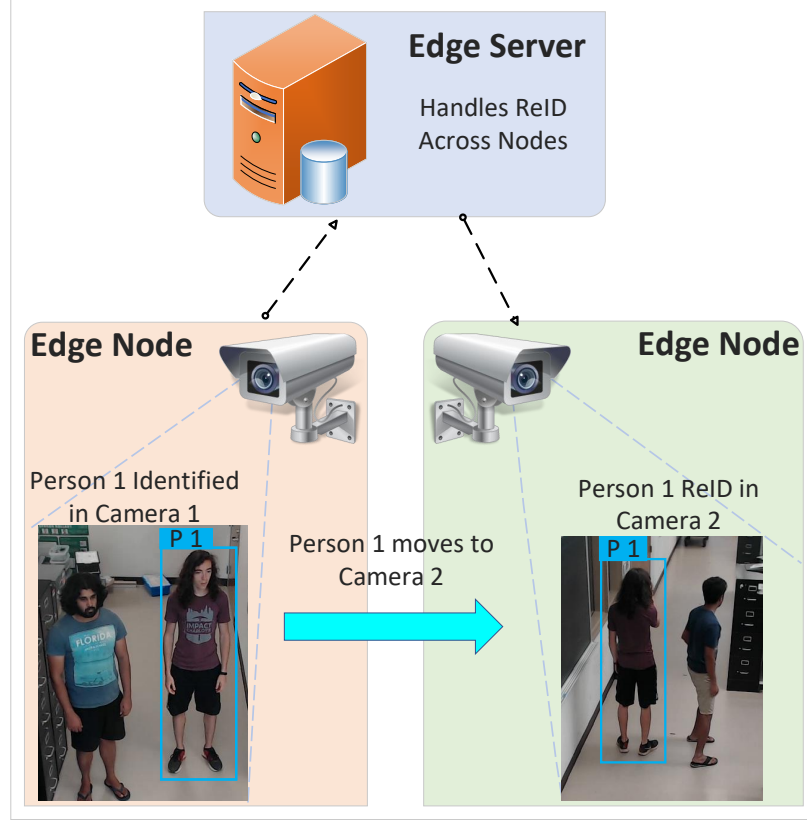 Edge Server
Handles ReID
Across Nodes
Edge Node
Edge Node
Person 1 Identified
in Camera 1
P 1
FLORIDA
IMPACT
Person 1 moves to
Camera 2
Person 1 ReID in
Camera 2
P 1